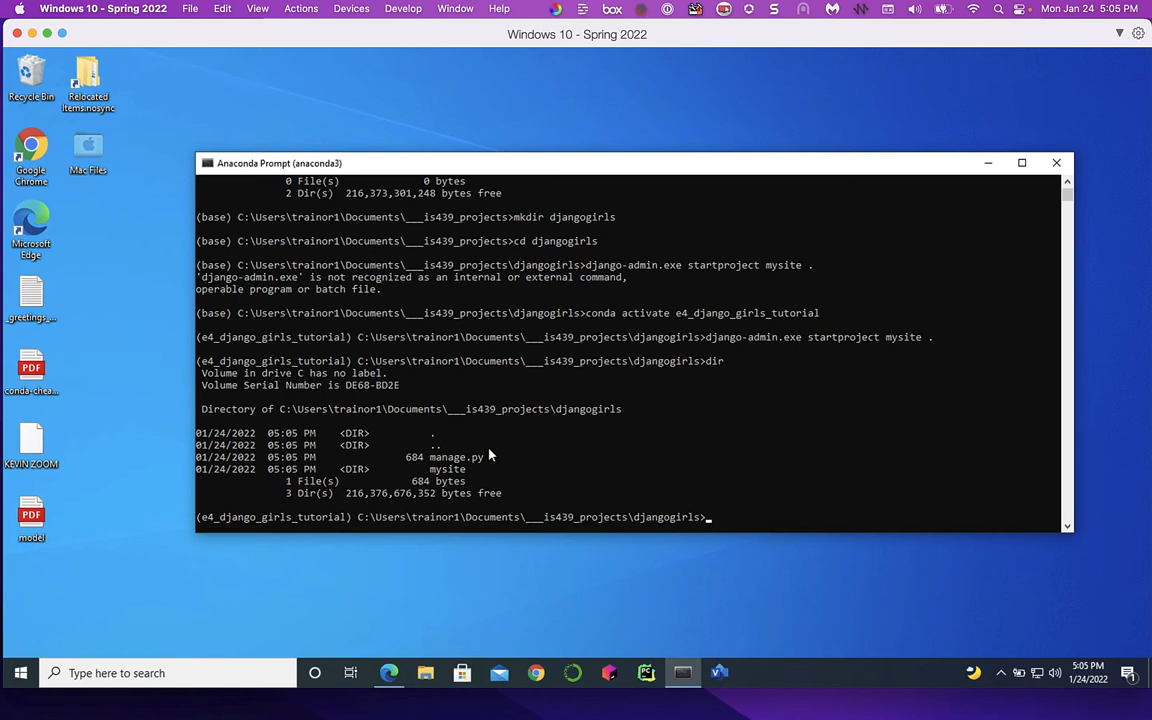 Windows 10 - Spring 2022 File Edit View Actions Devices Develop Window Help box Mon Jan 24 5:05 PM
Windows 10 - Spring 2022
Recycle Bin
Relocated Items.nosync
Google Chrome
Mac Files
Microsoft Edge
_greetings_...
PDF
conda-chea...
KEVIN ZOOM
PDF
model
Anaconda Prompt (anaconda3)
0 File(s) 0 bytes
2 Dir(s) 216,373,301,248 bytes free
(base) C:\Users\trainor1\Documents\___is439_projects>mkdir djangogirls
(base) C:\Users\trainor1\Documents\___is439_projects>cd djangogirls
(base) C:\Users\trainor1\Documents\___is439_projects\djangogirls>django-admin.exe startproject mysite .
'django-admin.exe' is not recognized as an internal or external command,
operable program or batch file.
(base) C:\Users\trainor1\Documents\___is439_projects\djangogirls>conda activate e4_django_girls_tutorial
(e4_django_girls_tutorial) C:\Users\trainor1\Documents\___is439_projects\djangogirls>django-admin.exe startproject mysite .
(e4_django_girls_tutorial) C:\Users\trainor1\Documents\___is439_projects\djangogirls>dir
Volume in drive C has no label.
Volume Serial Number is DE68-BD2E
Directory of C:\Users\trainor1\Documents\___is439_projects\djangogirls
01/24/2022 05:05 PM <DIR> .
01/24/2022 05:05 PM <DIR> ..
01/24/2022 05:05 PM 684 manage.py
01/24/2022 05:05 PM <DIR> mysite
1 File(s) 684 bytes
3 Dir(s) 216,376,676,352 bytes free
(e4_django_girls_tutorial) C:\Users\trainor1\Documents\___is439_projects\djangogirls>
Type here to search
5:05 PM
1/24/2022